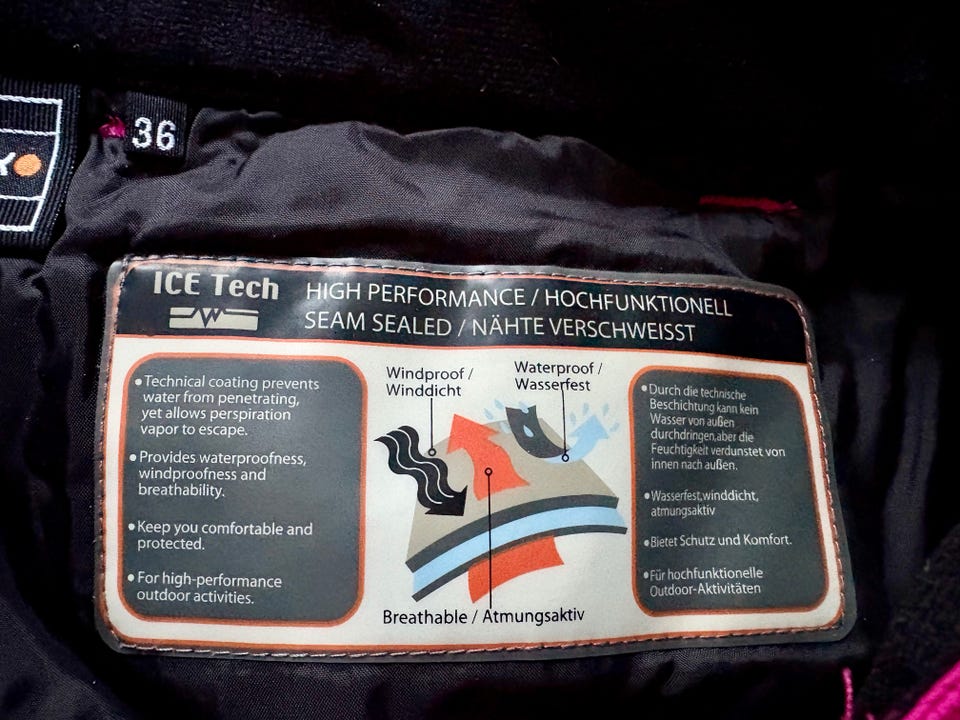 36
ICE Tech
HIGH PERFORMANCE / HOCHFUNKTIONELL
SEAM SEALED / NÄHTE VERSCHWEISST
•Technical coating prevents
water from penetrating,
yet allows perspiration
vapor to escape.
•Provides waterproofness,
windproofness and
breathability.
•Keep you comfortable and
protected.
•For high-performance
outdoor activities.
Windproof /
Winddicht
Waterproof /
Wasserfest
Breathable / Atmungsaktiv
•Durch die technische
Beschichtung kann kein
Wasser von außen
durchdringen,aber die
Feuchtigkeit verdunstet von
innen nach außen.
•Wasserfest,winddicht,
atmungsaktiv
•Bietet Schutz und Komfort.
•Für hochfunktionelle
Outdoor-Aktivitäten